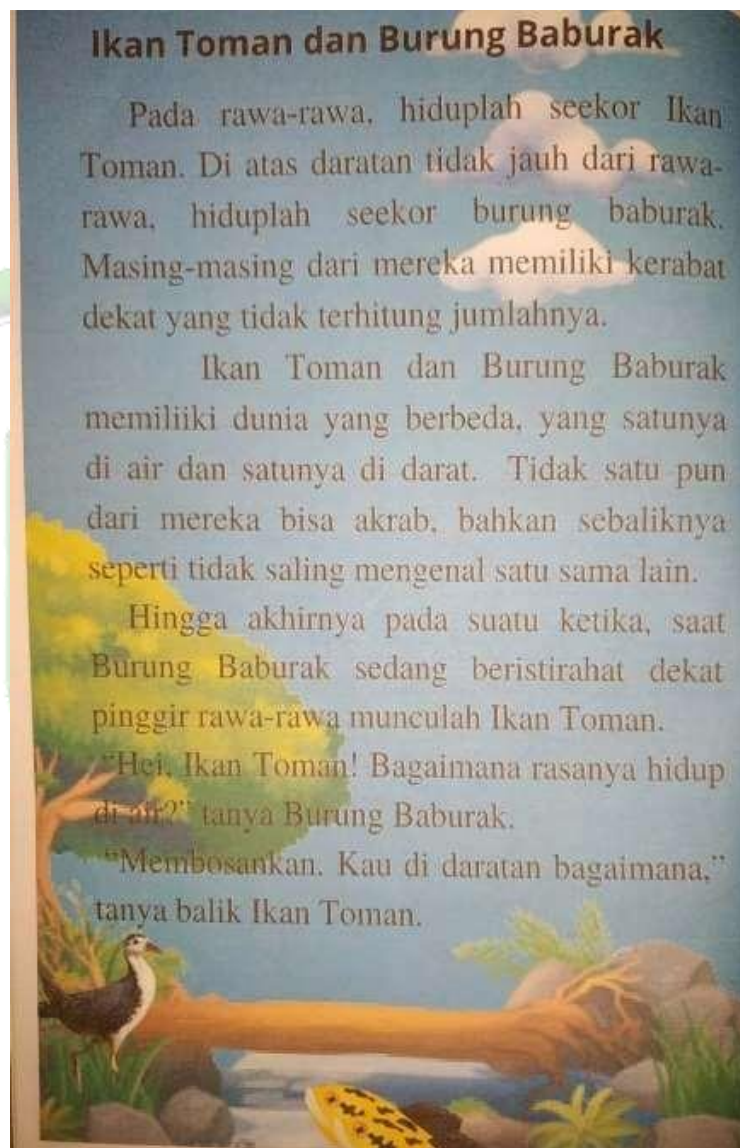 Ikan Toman dan Burung Baburak
Pada rawa-rawa, hiduplah seekor Ikan
Toman. Di atas daratan tidak jauh dari rawa-
rawa, hiduplah seekor burung baburak.
Masing-masing dari mereka memiliki kerabat
dekat yang tidak terhitung jumlahnya.
Ikan Toman dan Burung Baburak
memiliiki dunia yang berbeda, yang satunya
di air dan satunya di darat. Tidak satu pun
dari mereka bisa akrab, bahkan sebaliknya
seperti tidak saling mengenal satu sama lain.
Hingga akhirnya pada suatu ketika, saat
Burung Baburak sedang beristirahat dekat
pinggir rawa-rawa munculah Ikan Toman.
“Hei, Ikan Toman! Bagaimana rasanya hidup
di air?” tanya Burung Baburak.
“Membosankan. Kau di daratan bagaimana,”
tanya balik Ikan Toman.